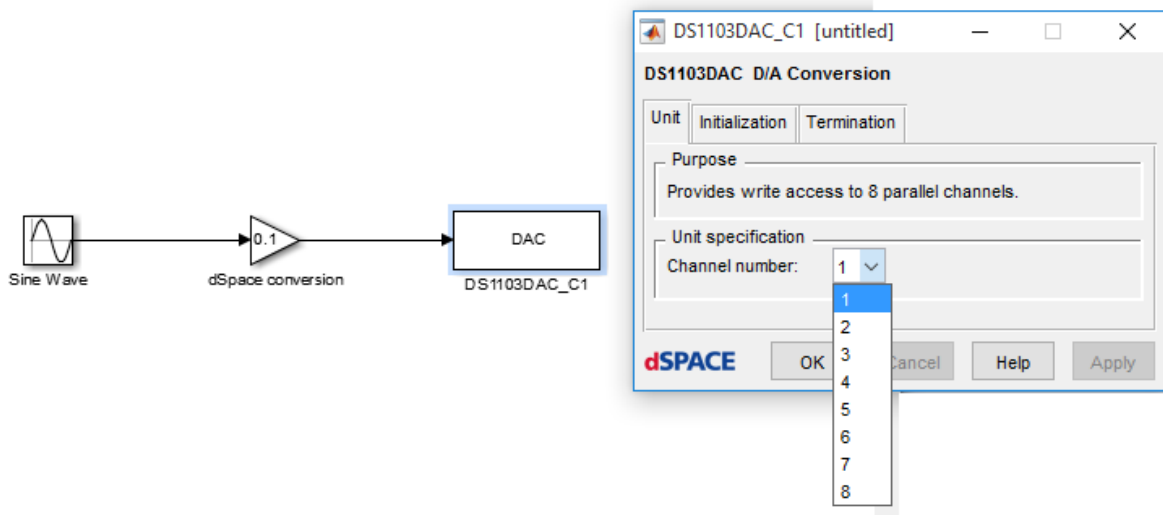 Sine Wave
0.1
dSpace conversion
DAC
DS1103DAC_C1
DS1103DAC_C1 [untitled]
DS1103DAC D/A Conversion
Unit Initialization Termination
Purpose
Provides write access to 8 parallel channels.
Unit specification
Channel number: 1
1
2
3
4
5
6
7
8
dSPACE OK Cancel Help Apply